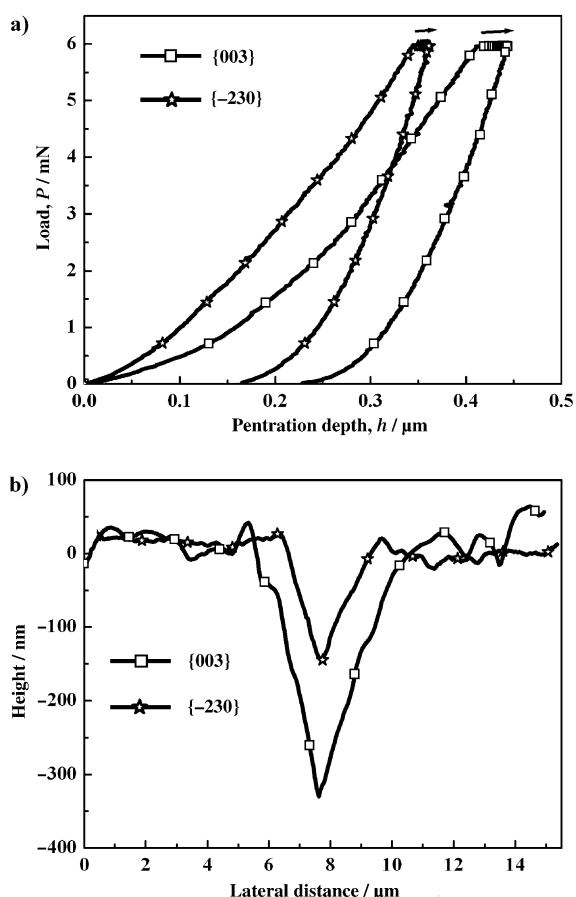 a)
6
5
4
3
2
1
0
Load, P / mN
{003}
{–230}
0.0 0.1 0.2 0.3 0.4 0.5
Pentration depth, h / µm
b)
100
0
−100
−200
−300
−400
Height / nm
{003}
{–230}
0 2 4 6 8 10 12 14
Lateral distance / µm